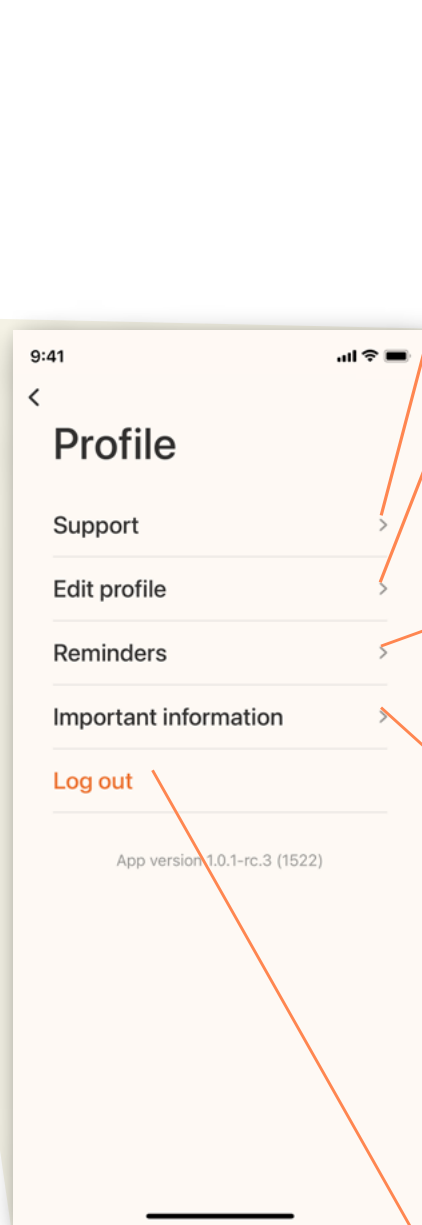 9:41
Profile
Support
Edit profile
Reminders
Important information
Log out
App version 1.0.1-rc.3 (1522)